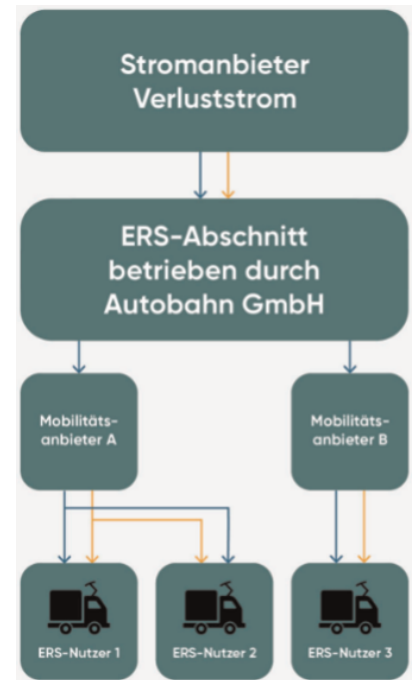 Stromanbieter
Verluststrom
ERS-Abschnitt
betrieben durch
Autobahn GmbH
Mobilitäts-
anbieter A
Mobilitäts-
anbieter B
ERS-Nutzer 1
ERS-Nutzer 2
ERS-Nutzer 3